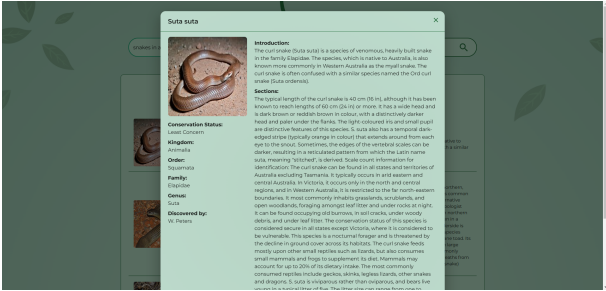 Suta suta
×
Conservation Status:
Least Concern
Kingdom:
Animalia
Order:
Squamata
Family:
Elapidae
Genus:
Suta
Discovered by:
W. Peters
Introduction:
The curl snake (Suta suta) is a species of venomous, heavily built snake
in the family Elapidae. The species, which is native to Australia, is also
known more commonly in Western Australia as the myall snake. The
curl snake is often confused with a similar species named the Ord curl
snake (Suta ordensis).
Sections:
The typical length of the curl snake is 40 cm (16 in), although it has been
known to reach lengths of 60 cm (24 in) or more. It has a wide head and
is dark brown or reddish brown in colour, with a distinctively darker
head and paler under the flanks. The light-coloured iris and small pupil
are distinctive features of this species. S. suta also has a temporal dark-
edged stripe (typically orange in colour) that extends around from each
eye to the snout. Sometimes, the edges of the vertebral scales can be
darker, resulting in a reticulated pattern from which the Latin name
suta, meaning "stitched", is derived. Scale count information for
identification: The curl snake can be found in all states and territories of
Australia excluding Tasmania. It typically occurs in arid eastern and
central Australia. In Victoria, it occurs only in the north and central
regions, and in Western Australia, it is restricted to the far north-eastern
boundaries. It most commonly inhabits grasslands, shrublands, and
open woodlands, foraging amongst leaf litter and under rocks at night.
It can be found occupying old burrows, in soil cracks, under woody
debris, and under leaf litter. The conservation status of this species is
considered secure in all states except Victoria, where it is considered to
be vulnerable. This species is a nocturnal forager and is threatened by
the decline in ground cover across its habitats. The curl snake feeds
mostly upon other small reptiles such as lizards, but also consumes
small mammals and frogs to supplement its diet. Mammals may
account for up to 20% of its dietary intake. The most commonly
consumed reptiles include geckos, skinks, legless lizards, other snakes
and dragons. S. suta is viviparous rather than oviparous, and bears live
young in a typical litter of five. The litter size can range from one to
snakes in a